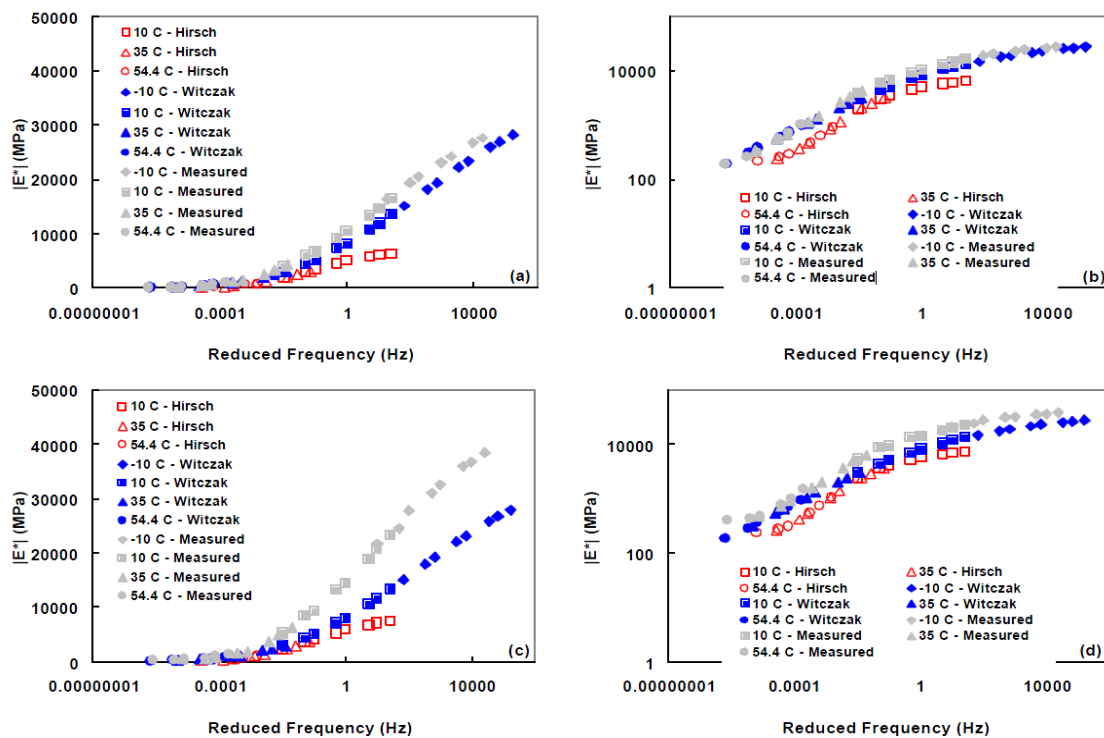 50000
40000
30000
20000
10000
0
|E*| (MPa)
10 C - Hirsch
35 C - Hirsch
54.4 C - Hirsch
-10 C - Witczak
10 C - Witczak
35 C - Witczak
54.4 C - Witczak
-10 C - Measured
10 C - Measured
35 C - Measured
54.4 C - Measured
(a)
0.00000001 0.0001 1 10000
Reduced Frequency (Hz)
10000
100
1
|E*| (MPa)
10 C - Hirsch 35 C - Hirsch
54.4 C - Hirsch -10 C - Witczak
10 C - Witczak 35 C - Witczak
54.4 C - Witczak -10 C - Measured
10 C - Measured 35 C - Measured
54.4 C - Measured
(b)
0.00000001 0.0001 1 10000
Reduced Frequency (Hz)
50000
40000
30000
20000
10000
0
|E*| (MPa)
10 C - Hirsch
35 C - Hirsch
54.4 C - Hirsch
-10 C - Witczak
10 C - Witczak
35 C - Witczak
54.4 C - Witczak
-10 C - Measured
10 C - Measured
35 C - Measured
54.4 C - Measured
(c)
0.00000001 0.0001 1 10000
Reduced Frequency (Hz)
10000
100
1
|E*| (MPa)
10 C - Hirsch 35 C - Hirsch
54.4 C - Hirsch -10 C - Witczak
10 C - Witczak 35 C - Witczak
54.4 C - Witczak -10 C - Measured
10 C - Measured 35 C - Measured
54.4 C - Measured
(d)
0.00000001 0.0001 1 10000
Reduced Frequency (Hz)